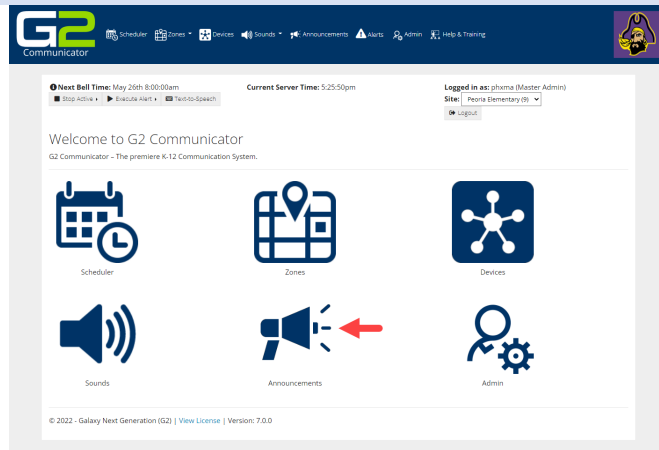 G2
Communicator
Scheduler Zones Devices Sounds Announcements Alerts Admin Help & Training
Next Bell Time: May 26th 8:00:00am Current Server Time: 5:25:50pm Logged in as: phxma (Master Admin)
Stop Active Execute Alert Text-to-Speech Site: Peoria Elementary (9)
Logout
Welcome to G2 Communicator
G2 Communicator – The premiere K-12 Communication System.
Scheduler Zones Devices
Sounds Announcements Admin
© 2022 - Galaxy Next Generation (G2) | View License | Version: 7.0.0